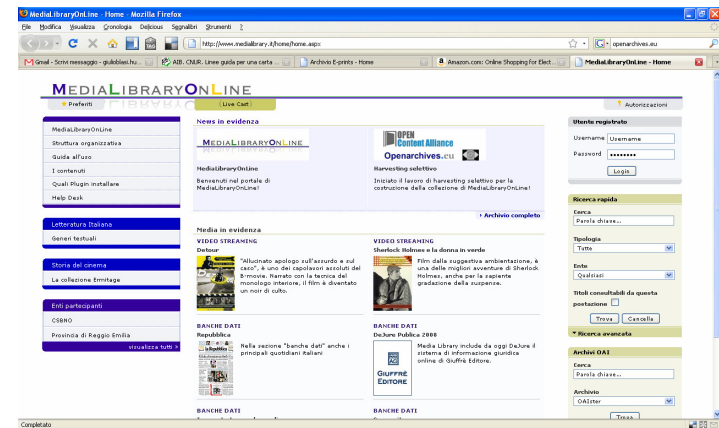 MediaLibraryOnLine - Home - Mozilla Firefox
File Modifica Visualizza Cronologia Delicious Segnalibri Strumenti ?
http://www.medialibrary.it/home/home.aspx
openarchives.eu
Gmail - Scrivi messaggio - giulioblasi.hu...
AIB. CNUR. Linee guida per una carta ...
Archivio E-prints - Home
Amazon.com: Online Shopping for Elect...
MediaLibraryOnLine - Home
MEDIALIBRARYONLINE
Preferiti
(Live Cast)
Autorizzazioni
MediaLibraryOnLine
Struttura organizzativa
Guida all'uso
I contenuti
Quali Plugin installare
Help Desk
Letteratura Italiana
Generi testuali
Storia del cinema
La collezione Ermitage
Enti partecipanti
CSBNO
Provincia di Reggio Emilia
visualizza tutti >
News in evidenza
MEDIALIBRARYONLINE
MediaLibraryOnLine
Benvenuti nel portale di
MediaLibraryOnLine!
OPEN
Content Alliance
Openarchives.eu
Harvesting selettivo
Iniziato il lavoro di harvesting selettivo per la
costruzione della collezione di MediaLibraryOnLine!
Archivio completo
Media in evidenza
VIDEO STREAMING
Detour
"Allucinato apologo sull'assurdo e sul
caso", è uno dei capolavori assoluti del
B-movie. Narrato con la tecnica del
monologo interiore, il film è diventato
un noir di culto.
VIDEO STREAMING
Sherlock Holmes e la donna in verde
Film dalla suggestiva ambientazione, è
una delle migliori avventure di Sherlock
Holmes, anche per la sapiente
gradazione della suspense.
BANCHE DATI
Repubblica
la Repubblica
Nella sezione "banche dati" anche i
principali quotidiani italiani
BANCHE DATI
DeJure Publica 2008
GIUFFRÈ
EDITORE
Media Library include da oggi DeJure il
sistema di informazione giuridica
online di Giuffrè Editore.
BANCHE DATI
BANCHE DATI
Utente registrato
Username Username
Password ••••••••
Login
Ricerca rapida
Cerca
Parola chiave...
Tipologia
Tutte
Ente
Qualsiasi
Titoli consultabili da questa
postazione
Trova Cancella
Ricerca avanzata
Archivi OAI
Cerca
Parola chiave...
Archivio
OAIster
Trova
Completato